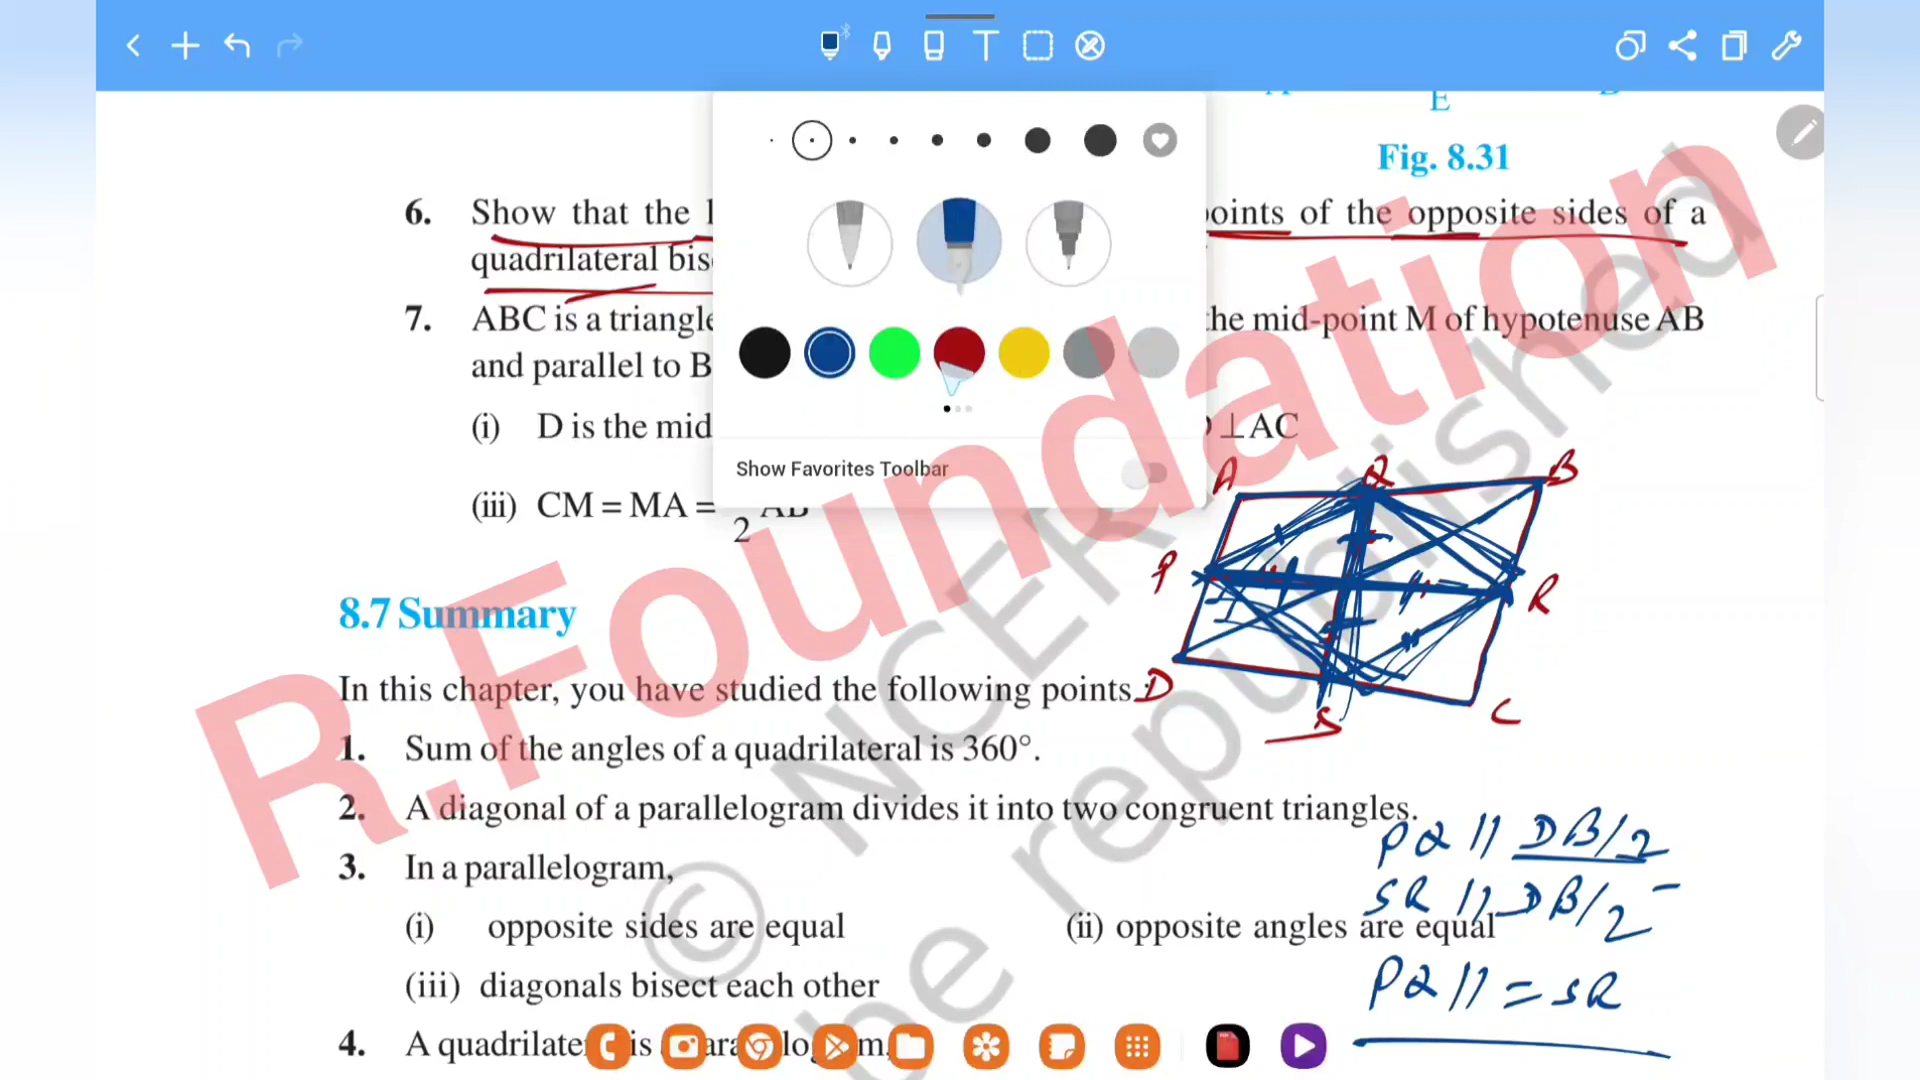 E
Fig. 8.31
6. Show that the l oints of the opposite sides of a
quadrilateral bis
7. ABC is a triangle he mid-point M of hypotenuse AB
and parallel to B
(i) D is the mid ⊥ AC
(iii) CM = MA =
2
Show Favorites Toolbar
A Q B
P R
D S C
8.7 Summary
In this chapter, you have studied the following points
1. Sum of the angles of a quadrilateral is 360°.
2. A diagonal of a parallelogram divides it into two congruent triangles.
PQ || DB/2
3. In a parallelogram,
SR || DB/2
(i) opposite sides are equal (ii) opposite angles are equal
(iii) diagonals bisect each other
PQ || = SR
4. A quadrilate is m,
R.Foundation
© NCERT
be republished